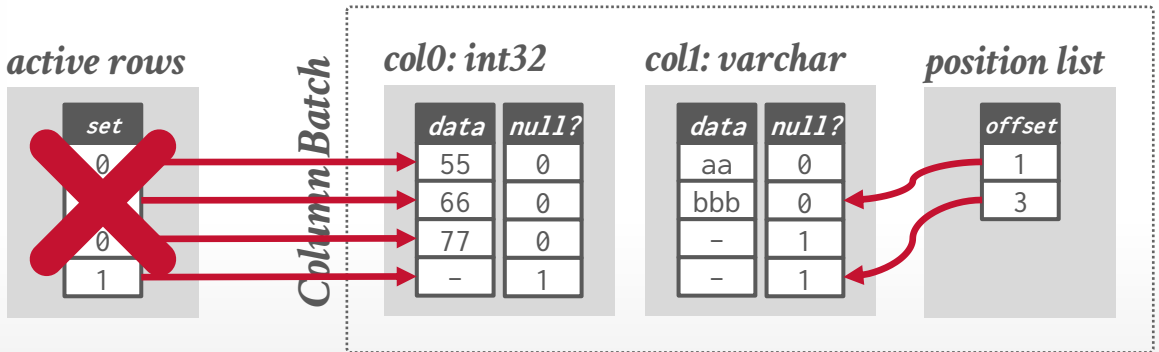 active rows
set
0
0
1
Column Batch
col0: int32
data null?
55 0
66 0
77 0
- 1
col1: varchar
data null?
aa 0
bbb 0
- 1
- 1
position list
offset
1
3